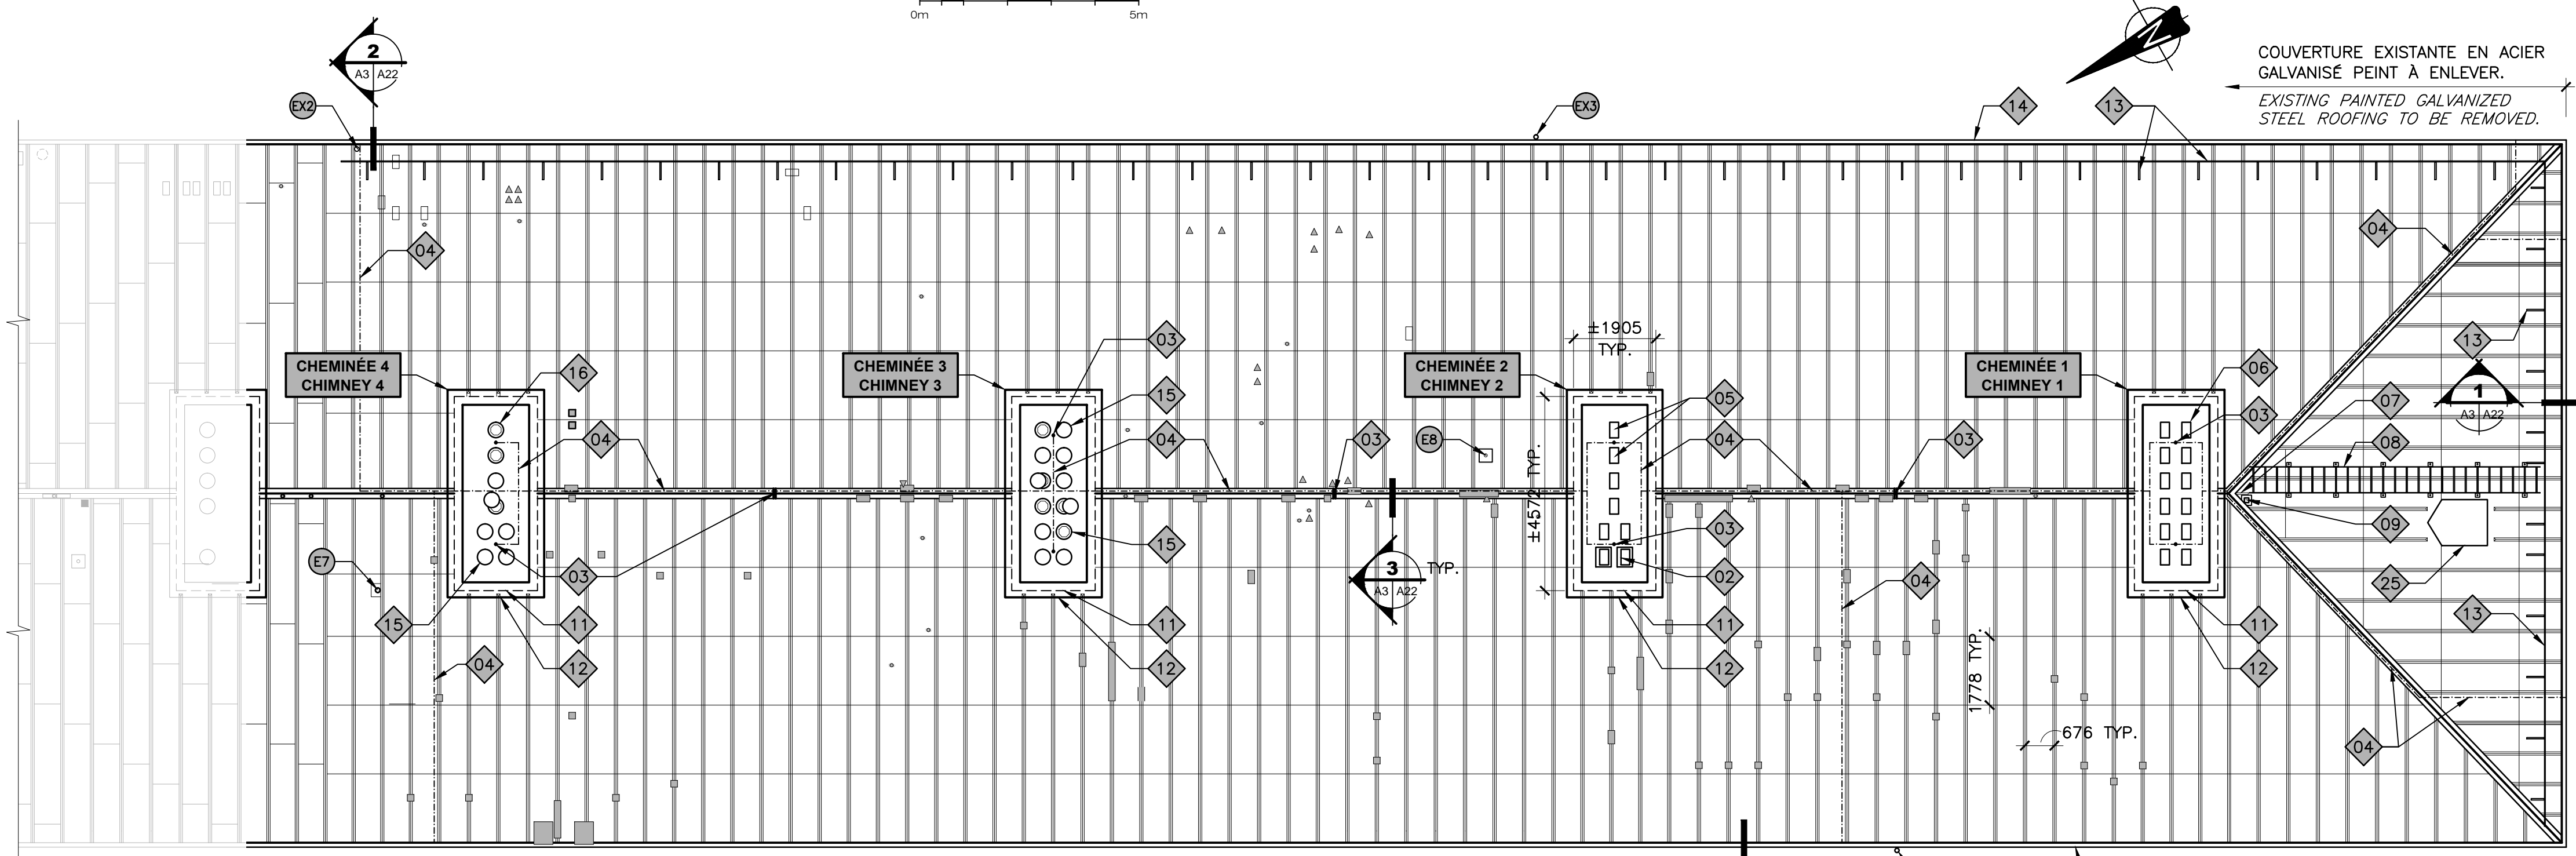 0m 5m
2
A3 A22
N
COUVERTURE EXISTANTE EN ACIER
GALVANISÉ PEINT À ENLEVER.
EXISTING PAINTED GALVANIZED
STEEL ROOFING TO BE REMOVED.
EX2
EX3
14
13
04
04
±1905
TYP.
03
13
CHEMINÉE 4
CHIMNEY 4
16
CHEMINÉE 3
CHIMNEY 3
15
CHEMINÉE 2
CHIMNEY 2
05
CHEMINÉE 1
CHIMNEY 1
06
03
07
1
A3 A22
04
04
03
E8
04
03
08
±4572 TYP.
03
09
15
E7
03
3
A3 A22
TYP.
02
04
25
15
11
11
11
11
13
04
12
12
12
12
1778 TYP.
676 TYP.
04